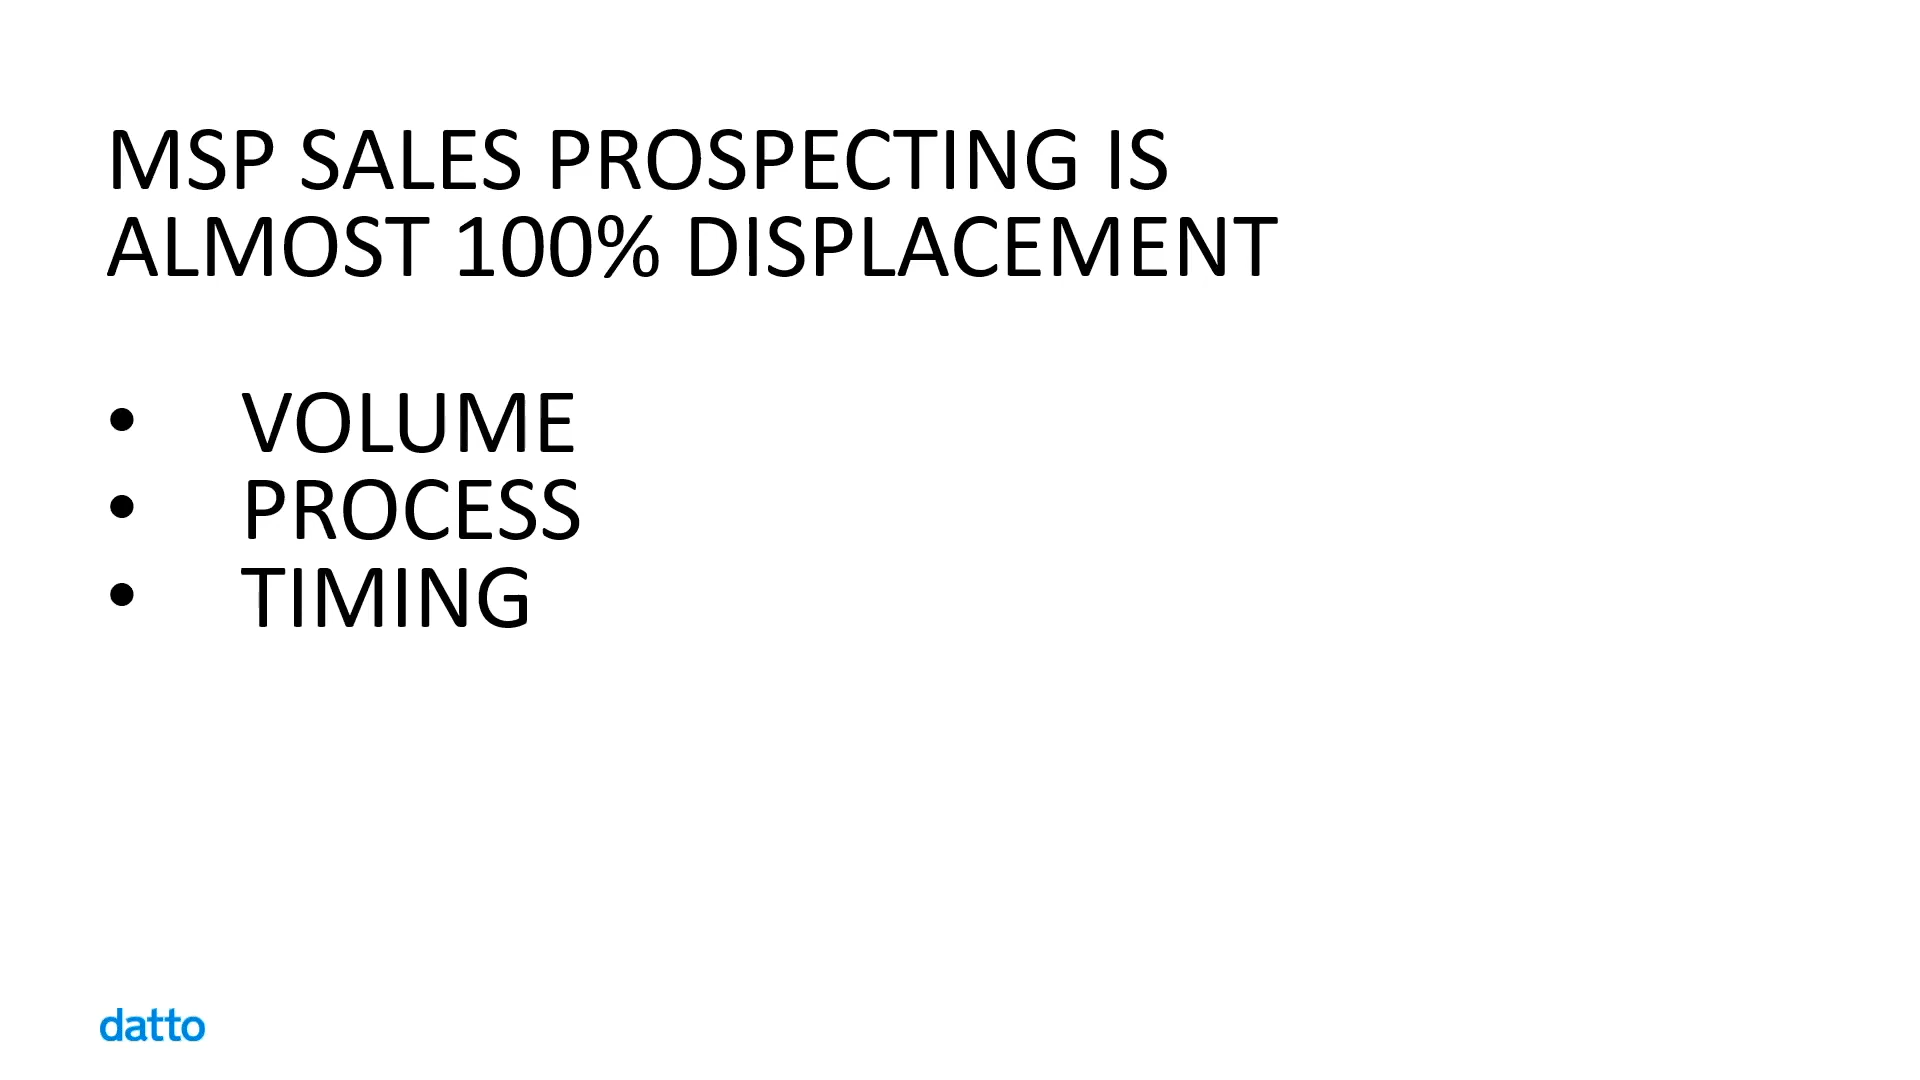 MSP SALES PROSPECTING IS
ALMOST 100% DISPLACEMENT
• VOLUME
• PROCESS
• TIMING
datto